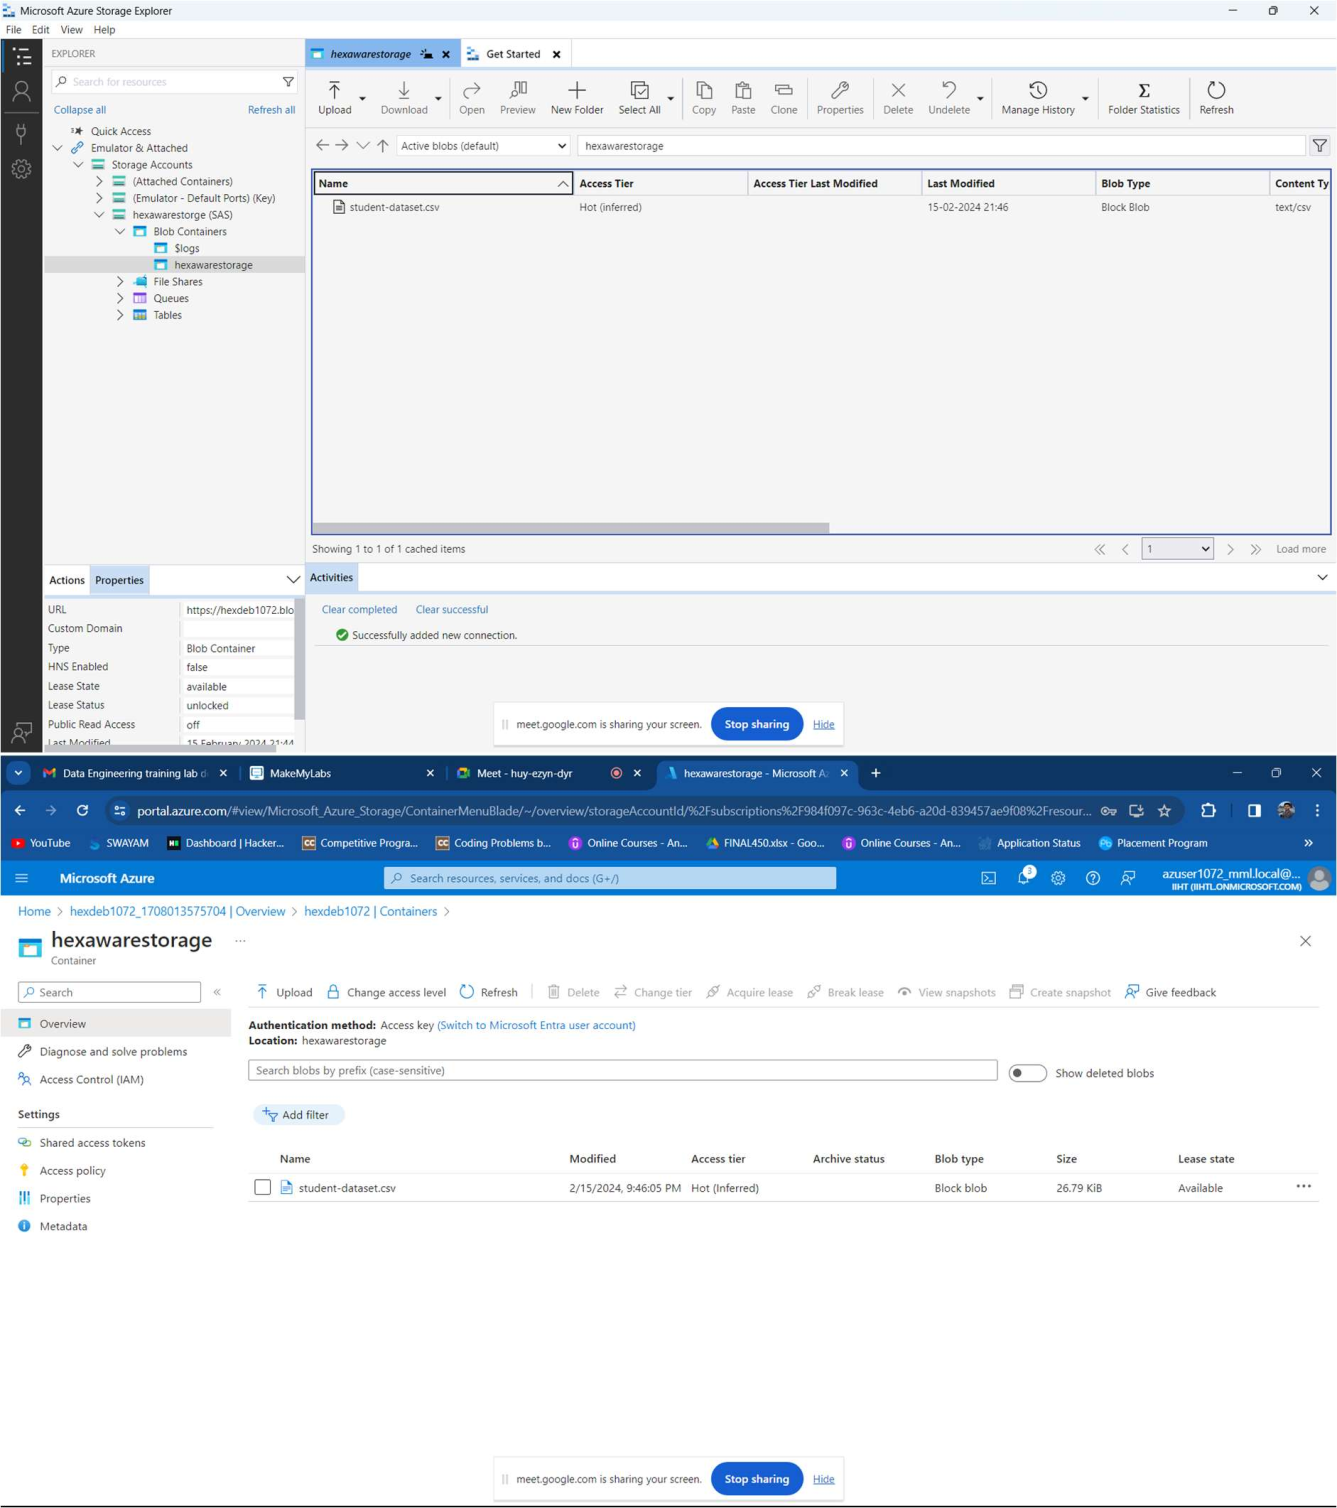 Microsoft Azure Storage Explorer
File Edit View Help
EXPLORER
Search for resources
Collapse all Refresh all
Quick Access
Emulator & Attached
Storage Accounts
(Attached Containers)
(Emulator - Default Ports) (Key)
hexawarestorge (SAS)
Blob Containers
$logs
hexawarestorage
File Shares
Queues
Tables
hexawarestorage Get Started
Upload Download Open Preview New Folder Select All Copy Paste Clone Properties Delete Undelete Manage History Folder Statistics Refresh
Active blobs (default) hexawarestorage
Name Access Tier Access Tier Last Modified Last Modified Blob Type Content Ty
student-dataset.csv Hot (inferred) 15-02-2024 21:46 Block Blob text/csv
Showing 1 to 1 of 1 cached items 1 Load more
Actions Properties
URL https://hexdeb1072.blo
Custom Domain
Type Blob Container
HNS Enabled false
Lease State available
Lease Status unlocked
Public Read Access off
Last Modified 15 February 2024 21:44
Activities
Clear completed Clear successful
Successfully added new connection.
meet.google.com is sharing your screen. Stop sharing Hide
Data Engineering training lab d MakeMyLabs Meet - huy-ezyn-dyr hexawarestorage - Microsoft A
portal.azure.com/#view/Microsoft_Azure_Storage/ContainerMenuBlade/~/overview/storageAccountId/%2Fsubscriptions%2F984f097c-963c-4eb6-a20d-839457ae9f08%2Fresour...
YouTube SWAYAM Dashboard | Hacker... Competitive Progra... Coding Problems b... Online Courses - An... FINAL450.xlsx - Goo... Online Courses - An... Application Status Placement Program
Microsoft Azure Search resources, services, and docs (G+/) 3 azuser1072_mml.local@...
IIHT (IIHTL.ONMICROSOFT.COM)
Home > hexdeb1072_1708013575704 | Overview > hexdeb1072 | Containers >
hexawarestorage ...
Container
Search
Overview
Diagnose and solve problems
Access Control (IAM)
Settings
Shared access tokens
Access policy
Properties
Metadata
Upload Change access level Refresh Delete Change tier Acquire lease Break lease View snapshots Create snapshot Give feedback
Authentication method: Access key (Switch to Microsoft Entra user account)
Location: hexawarestorage
Search blobs by prefix (case-sensitive) Show deleted blobs
Add filter
Name Modified Access tier Archive status Blob type Size Lease state
student-dataset.csv 2/15/2024, 9:46:05 PM Hot (Inferred) Block blob 26.79 KiB Available ...
meet.google.com is sharing your screen. Stop sharing Hide